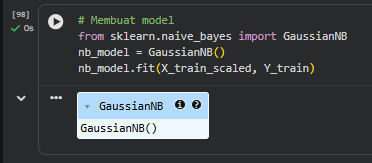 [98]
0s
# Membuat model
from sklearn.naive_bayes import GaussianNB
nb_model = GaussianNB()
nb_model.fit(X_train_scaled, Y_train)
GaussianNB i ?
GaussianNB()